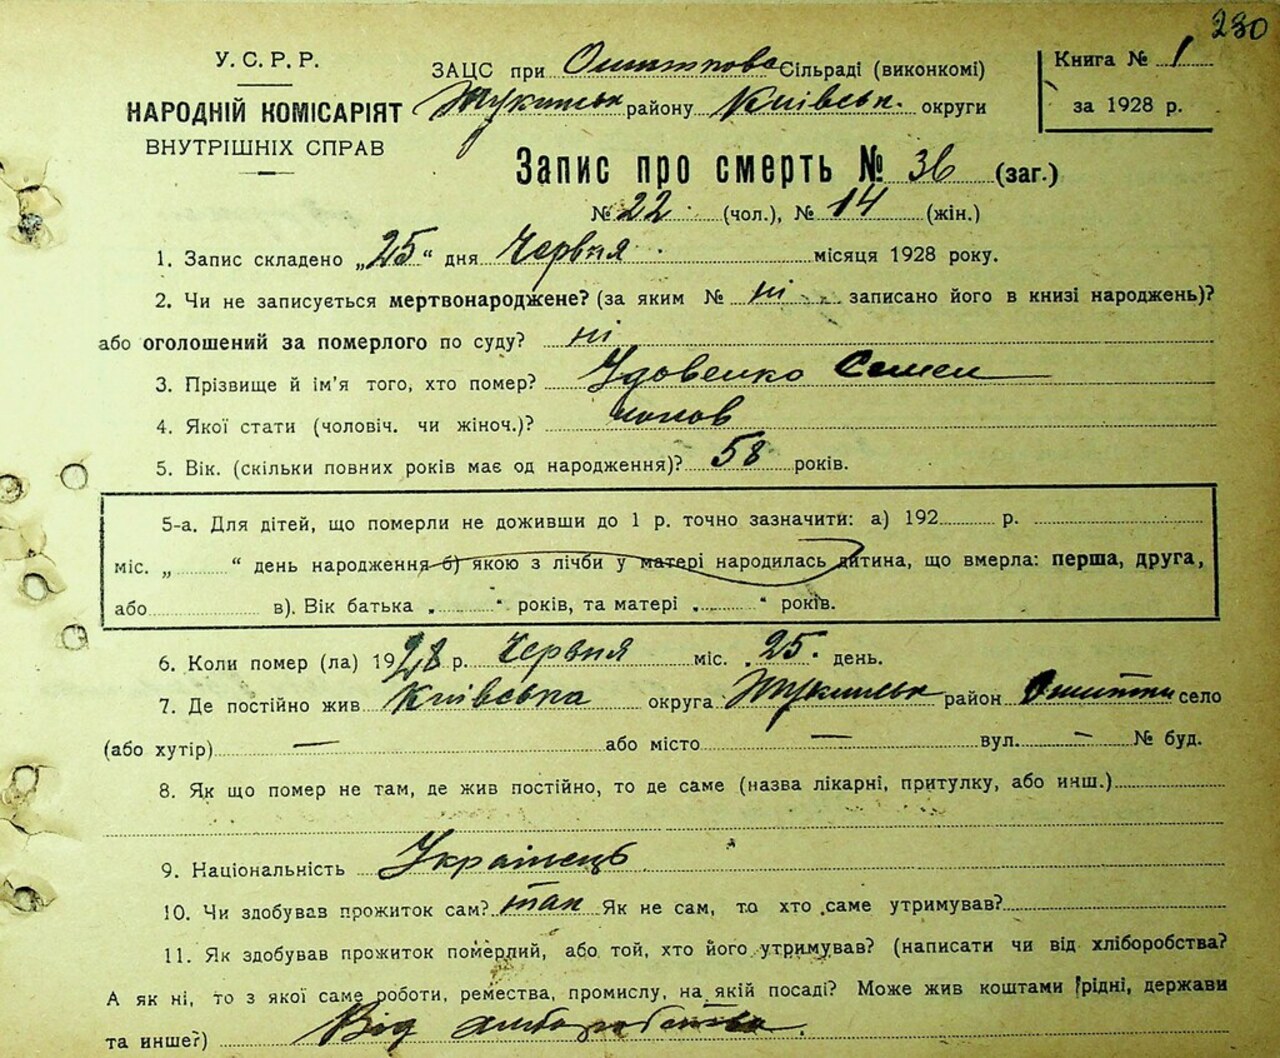 230
У.С.Р.Р.
НАРОДНІЙ КОМІСАРІЯТ
ВНУТРІШНІХ СПРАВ
ЗАЦС при Сільраді (виконкомі)
району Київськ. округи
Книга № 1
за 1928 р.
Запис про смерть № 36 (заг.)
№ 22 (чол.), № 14 (жін.)
1. Запис складено „25“ дня Червня місяця 1928 року.
2. Чи не записується мертвонароджене? (за яким № ні записано його в книзі народжень)?
або оголошений за померлого по суду? ні
3. Прізвище й ім'я того, хто помер? Удовенко Семен
4. Якої стати (чоловіч. чи жіноч.)? чолов
5. Вік. (скільки повних років має од народження)? 58 років.
5-а. Для дітей, що померли не доживши до 1 р. точно зазначити: а) 192 р.
міс. „ “ день народження б) якою з лічби у матері народилась дитина, що вмерла: перша, друга,
або в). Вік батька „ “ років, та матері „ “ років.
6. Коли помер (ла) 1928 р. Червня міс. 25. день.
7. Де постійно жив Київська округа район село
(або хутір) — або місто — вул. — № буд.
8. Як що помер не там, де жив постійно, то де саме (назва лікарні, притулку, або инш.)
9. Національність Українець
10. Чи здобував прожиток сам? так Як не сам, то хто саме утримував?
11. Як здобував прожиток померлий, або той, хто його утримував? (написати чи від хліборобства?
А як ні, то з якої саме роботи, ремества, промислу, на якій посаді? Може жив коштами рідні, держави
та инше?) Від хліборобства.